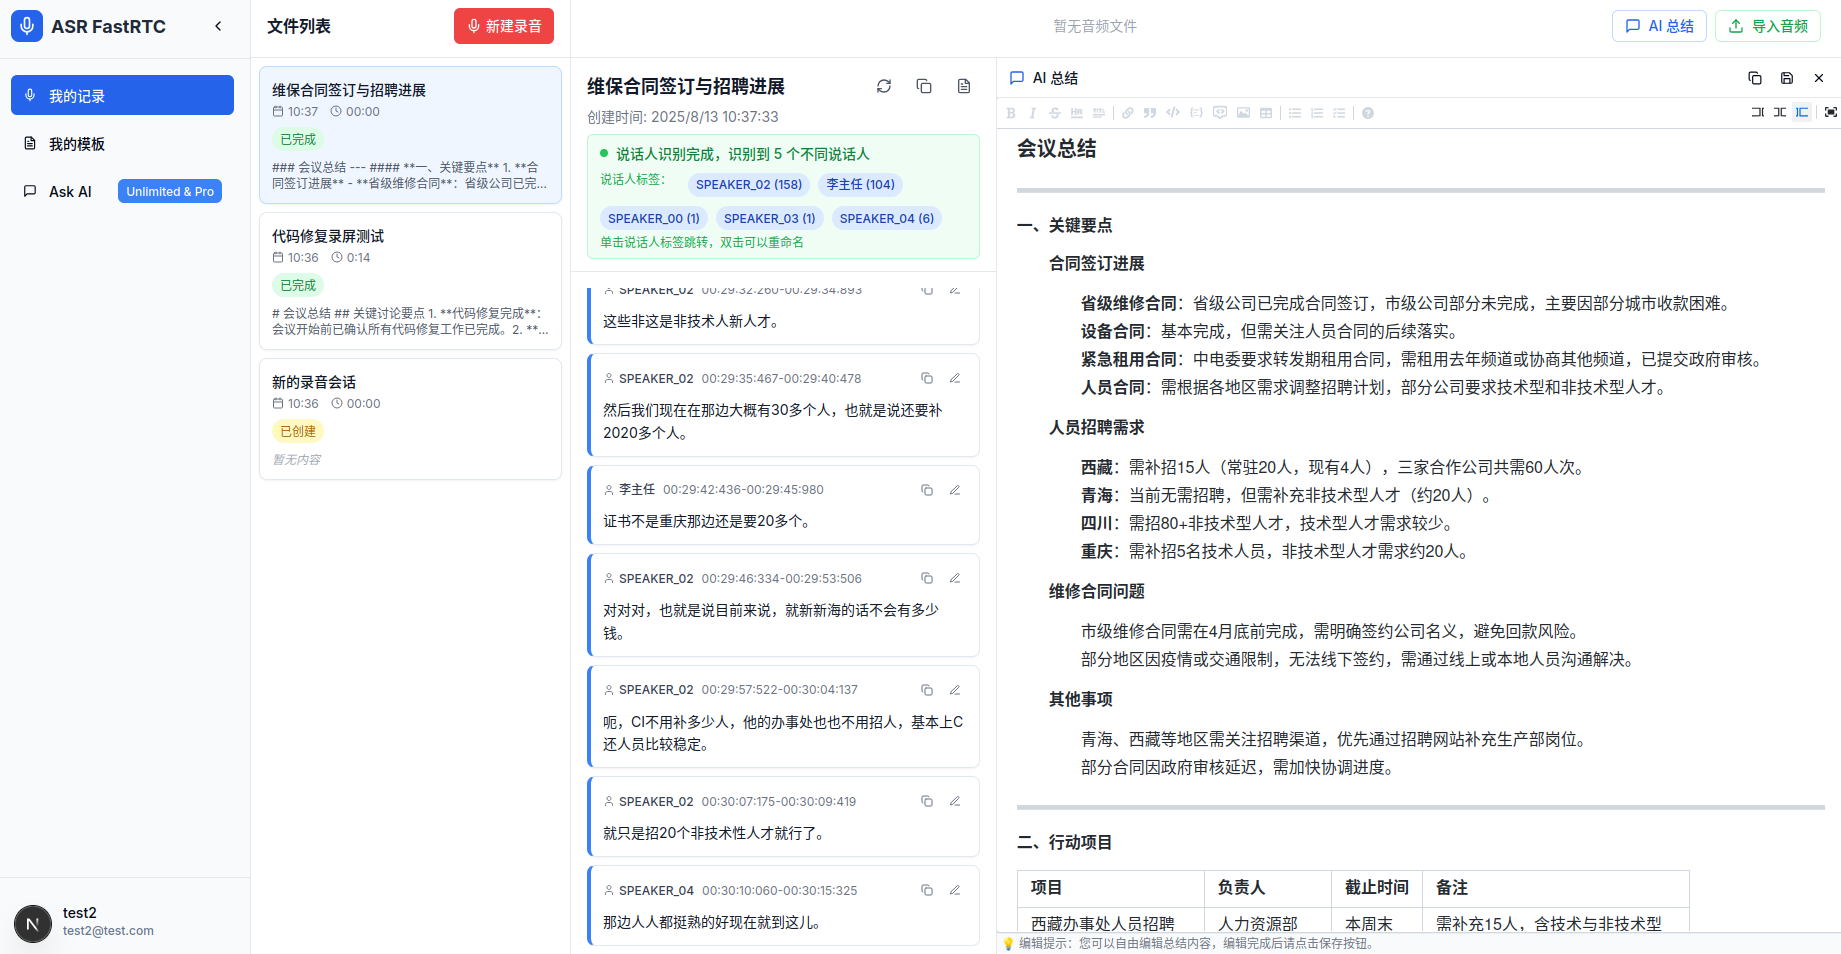 ASR FastRTC
我的记录
我的模板
Ask AI
Unlimited & Pro
test2
test2@test.com
文件列表
新建录音
维保合同签订与招聘进展
10:37 00:00
已完成
### 会议总结 --- #### **一、关键要点** 1. **合
同签订进展** - **省级维修合同**：省级公司已完...
代码修复录屏测试
10:36 0:14
已完成
# 会议总结 ## 关键讨论要点 1. **代码修复完成**：
会议开始前已确认所有代码修复工作已完成。2. **...
新的录音会话
10:36 00:00
已创建
暂无内容
暂无音频文件
AI 总结
导入音频
维保合同签订与招聘进展
创建时间: 2025/8/13 10:37:33
说话人识别完成，识别到 5 个不同说话人
说话人标签：
SPEAKER_02 (158)
李主任 (104)
SPEAKER_00 (1)
SPEAKER_03 (1)
SPEAKER_04 (6)
单击说话人标签跳转，双击可以重命名
SPEAKER_02 00:29:32:260-00:29:34:893
这些非这是非技术人新人才。
SPEAKER_02 00:29:35:467-00:29:40:478
然后我们现在在那边大概有30多个人，也就是说还要补
2020多个人。
李主任 00:29:42:436-00:29:45:980
证书不是重庆那边还是要20多个。
SPEAKER_02 00:29:46:334-00:29:53:506
对对对，也就是说目前来说，就新新海的话不会有多少
钱。
SPEAKER_02 00:29:57:522-00:30:04:137
呃，CI不用补多少人，他的办事处也也不用招人，基本上C
还人员比较稳定。
SPEAKER_02 00:30:07:175-00:30:09:419
就只是招20个非技术性人才就行了。
SPEAKER_04 00:30:10:060-00:30:15:325
那边人人都挺熟的好现在就到这儿。
AI 总结
会议总结
一、关键要点
合同签订进展
省级维修合同：省级公司已完成合同签订，市级公司部分未完成，主要因部分城市收款困难。
设备合同：基本完成，但需关注人员合同的后续落实。
紧急租用合同：中电委要求转发期租用合同，需租用去年频道或协商其他频道，已提交政府审核。
人员合同：需根据各地区需求调整招聘计划，部分公司要求技术型和非技术型人才。
人员招聘需求
西藏：需补招15人（常驻20人，现有4人），三家合作公司共需60人次。
青海：当前无需招聘，但需补充非技术型人才（约20人）。
四川：需招80+非技术型人才，技术型人才需求较少。
重庆：需补招5名技术人员，非技术型人才需求约20人。
维修合同问题
市级维修合同需在4月底前完成，需明确签约公司名义，避免回款风险。
部分地区因疫情或交通限制，无法线下签约，需通过线上或本地人员沟通解决。
其他事项
青海、西藏等地区需关注招聘渠道，优先通过招聘网站补充生产部岗位。
部分合同因政府审核延迟，需加快协调进度。
二、行动项目
项目 负责人 截止时间 备注
西藏办事处人员招聘 人力资源部 本周末 需补充15人，含技术与非技术型
💡 编辑提示：您可以自由编辑总结内容，编辑完成后请点击保存按钮。